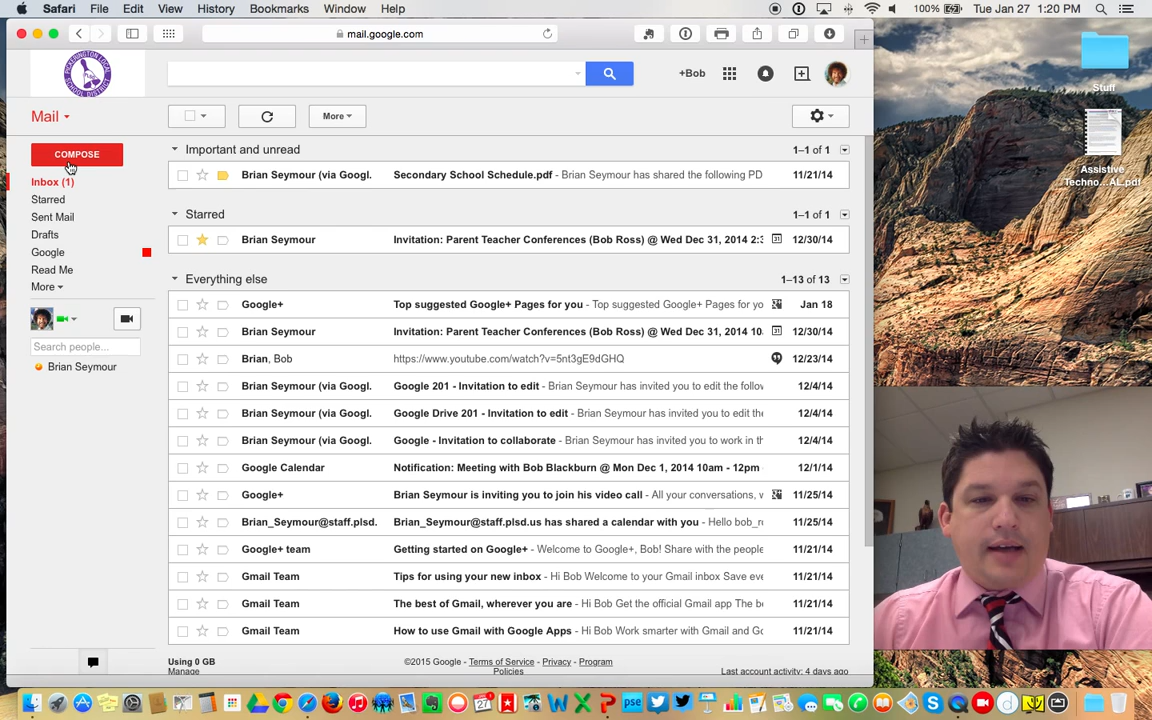 Safari File Edit View History Bookmarks Window Help 100% Tue Jan 27 1:20 PM
mail.google.com
+Bob
Mail
More
COMPOSE
Inbox (1)
Starred
Sent Mail
Drafts
Google
Read Me
More
Search people...
Brian Seymour
Important and unread 1–1 of 1
Brian Seymour (via Googl. Secondary School Schedule.pdf - Brian Seymour has shared the following PD 11/21/14
Starred 1–1 of 1
Brian Seymour Invitation: Parent Teacher Conferences (Bob Ross) @ Wed Dec 31, 2014 2:3 12/30/14
Everything else 1–13 of 13
Google+ Top suggested Google+ Pages for you - Top suggested Google+ Pages for yo Jan 18
Brian Seymour Invitation: Parent Teacher Conferences (Bob Ross) @ Wed Dec 31, 2014 10. 12/30/14
Brian, Bob https://www.youtube.com/watch?v=5nt3gE9dGHQ 12/23/14
Brian Seymour (via Googl. Google 201 - Invitation to edit - Brian Seymour has invited you to edit the follov 12/4/14
Brian Seymour (via Googl. Google Drive 201 - Invitation to edit - Brian Seymour has invited you to edit the 12/4/14
Brian Seymour (via Googl. Google - Invitation to collaborate - Brian Seymour has invited you to work in th 12/4/14
Google Calendar Notification: Meeting with Bob Blackburn @ Mon Dec 1, 2014 10am - 12pm 12/1/14
Google+ Brian Seymour is inviting you to join his video call - All your conversations, v 11/25/14
Brian_Seymour@staff.plsd. Brian_Seymour@staff.plsd.us has shared a calendar with you - Hello bob_ro 11/25/14
Google+ team Getting started on Google+ - Welcome to Google+, Bob! Share with the people 11/21/14
Gmail Team Tips for using your new inbox - Hi Bob Welcome to your Gmail inbox Save eve 11/21/14
Gmail Team The best of Gmail, wherever you are - Hi Bob Get the official Gmail app The be 11/21/14
Gmail Team How to use Gmail with Google Apps - Hi Bob Work smarter with Gmail and Go 11/21/14
Using 0 GB
Manage
©2015 Google - Terms of Service - Privacy - Program
Policies
Last account activity: 4 days ago
Stuff
Assistive
Techno...AL.pdf
PICKERINGTON LOCAL SCHOOL DISTRICT
27
pse